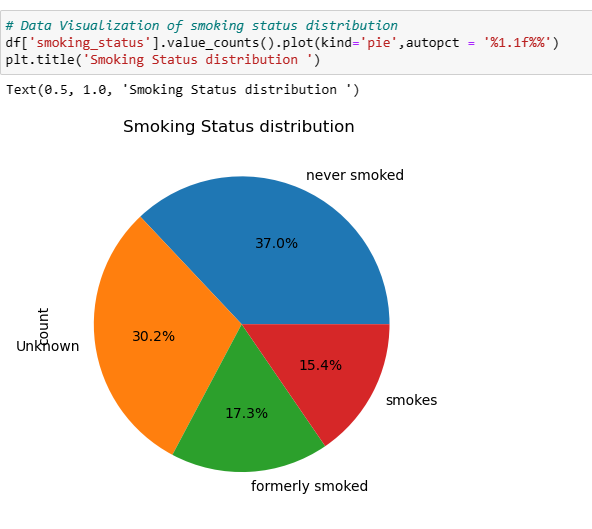 # Data Visualization of smoking status distribution
df['smoking_status'].value_counts().plot(kind='pie',autopct = '%1.1f%%')
plt.title('Smoking Status distribution ')
Text(0.5, 1.0, 'Smoking Status distribution ')
Smoking Status distribution
never smoked
37.0%
count
30.2%
Unknown
15.4%
smokes
17.3%
formerly smoked